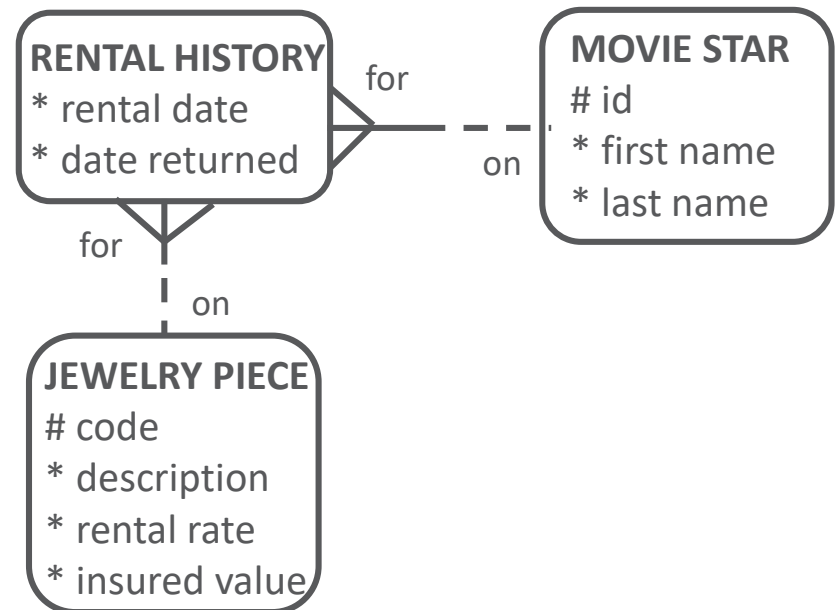 RENTAL HISTORY
* rental date
* date returned
for
on
MOVIE STAR
# id
* first name
* last name
for
on
JEWELRY PIECE
# code
* description
* rental rate
* insured value